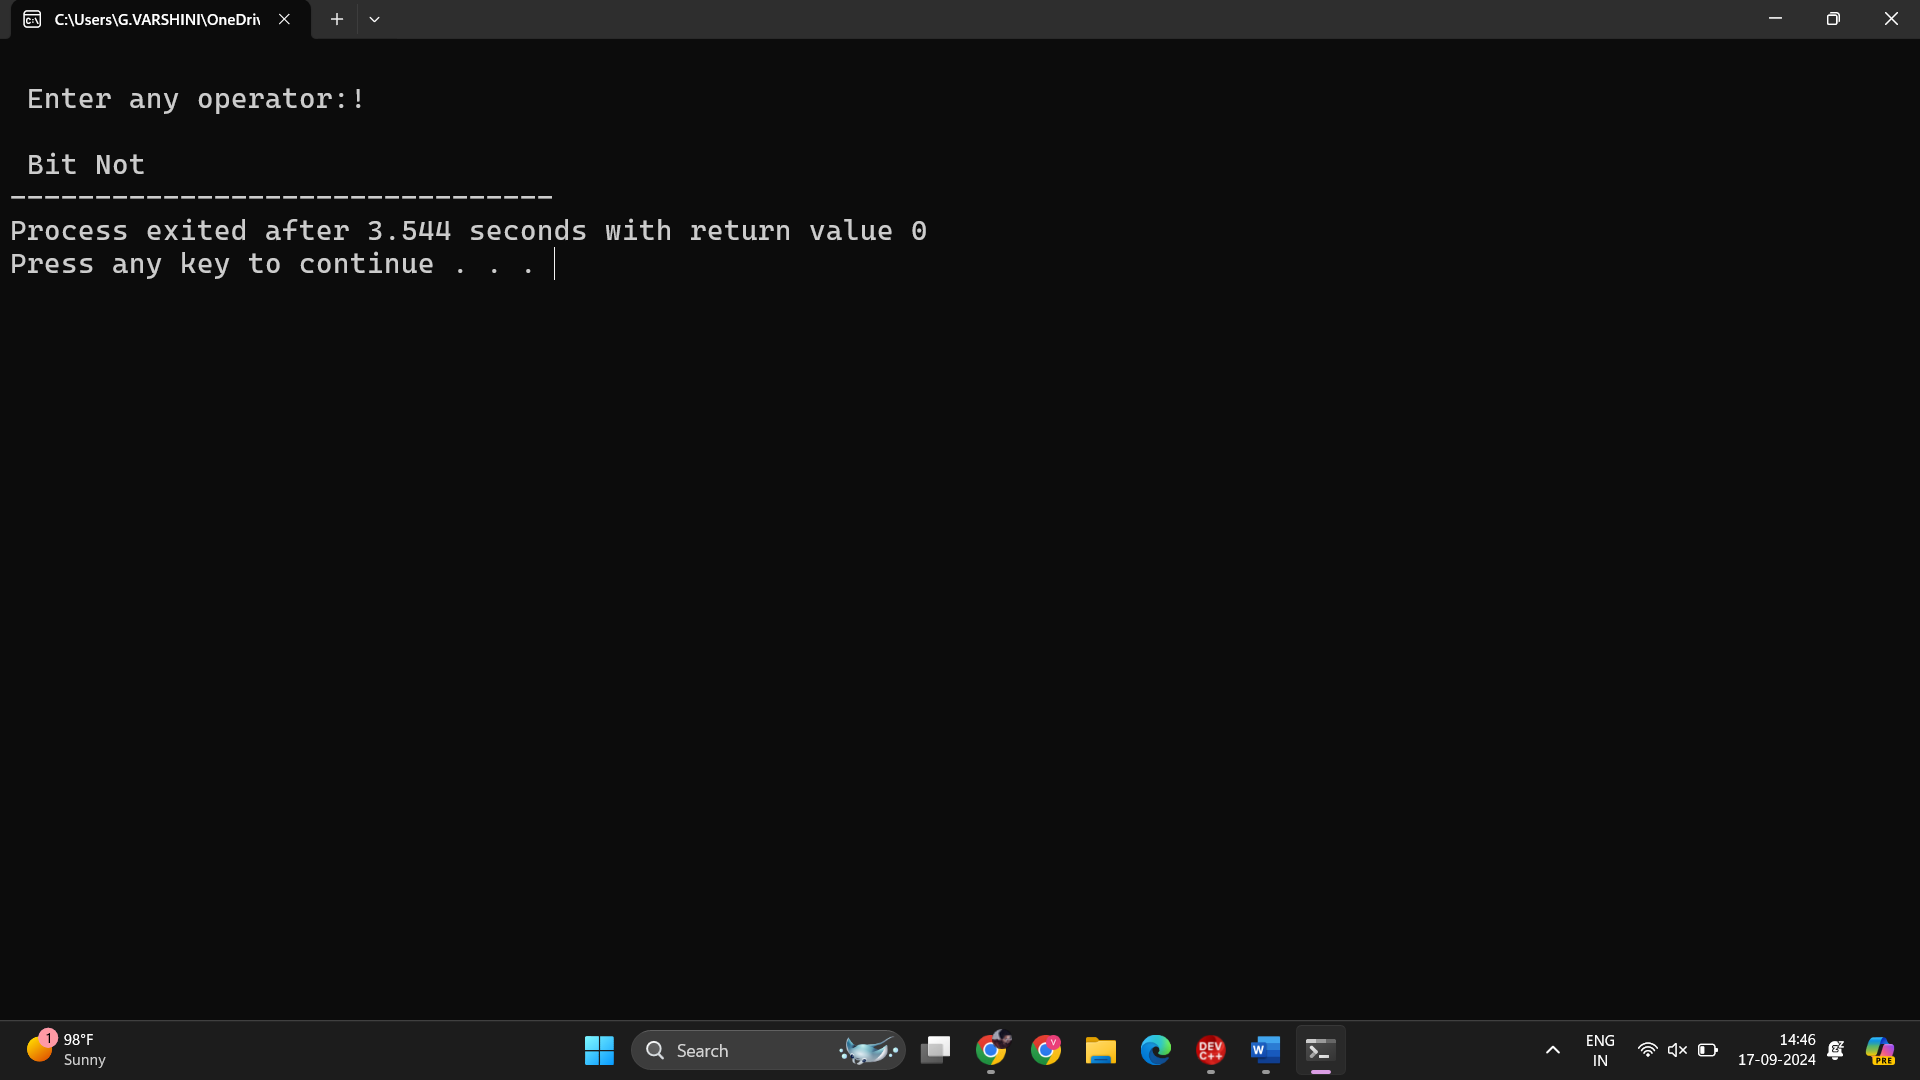 C:\Users\G.VARSHINI\OneDri
Enter any operator:!
Bit Not
--------------------------------
Process exited after 3.544 seconds with return value 0
Press any key to continue . . .
1
98°F
Sunny
Search
V
DEV
C++
W
ENG
IN
14:46
17-09-2024
PRE